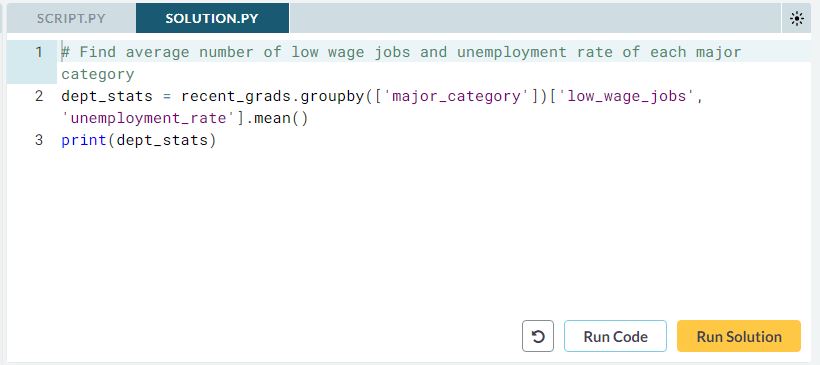 SCRIPT.PY
SOLUTION.PY
1 # Find average number of low wage jobs and unemployment rate of each major
category
2 dept_stats = recent_grads.groupby(['major_category'])['low_wage_jobs',
'unemployment_rate'].mean()
3 print(dept_stats)
Run Code
Run Solution